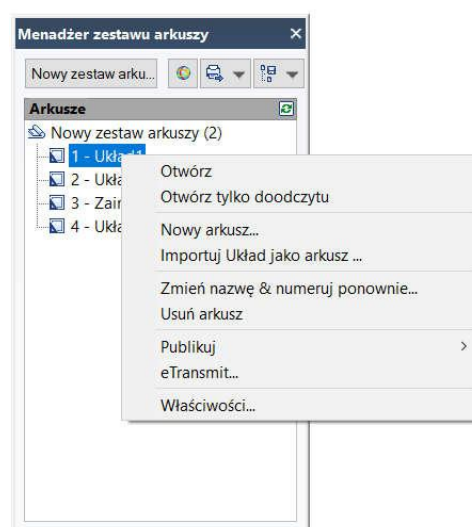 Menadżer zestawu arkuszy
Nowy zestaw arku...
Arkusze
Nowy zestaw arkuszy (2)
1 - Układ1
2 - Ukła
3 - Zair
4 - Ukła
Otwórz
Otwórz tylko doodczytu
Nowy arkusz...
Importuj Układ jako arkusz ...
Zmień nazwę & numeruj ponownie...
Usuń arkusz
Publikuj
eTransmit...
Właściwości...